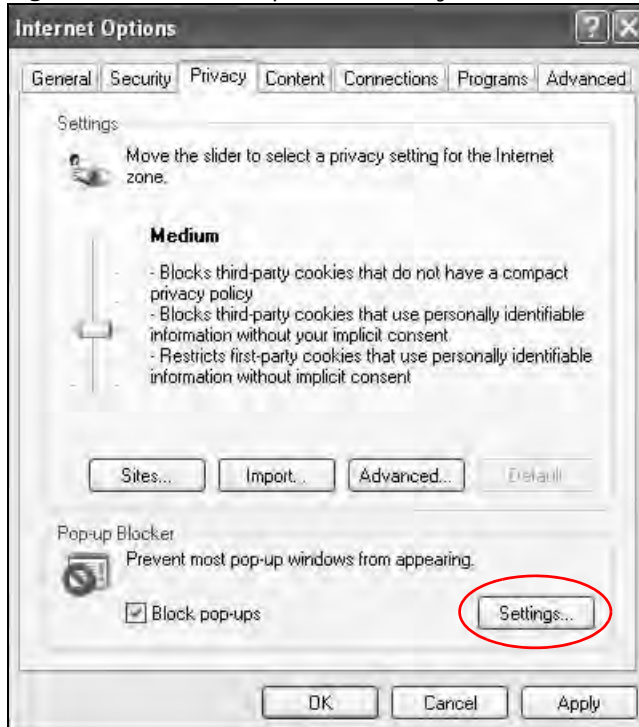 Internet Options
General Security Privacy Content Connections Programs Advanced
Settings
Move the slider to select a privacy setting for the Internet
zone.
Medium
- Blocks third-party cookies that do not have a compact
privacy policy
- Blocks third-party cookies that use personally identifiable
information without your implicit consent
- Restricts first-party cookies that use personally identifiable
information without implicit consent
Sites... Import... Advanced... Default
Pop-up Blocker
Prevent most pop-up windows from appearing.
Block pop-ups
Settings...
OK Cancel Apply